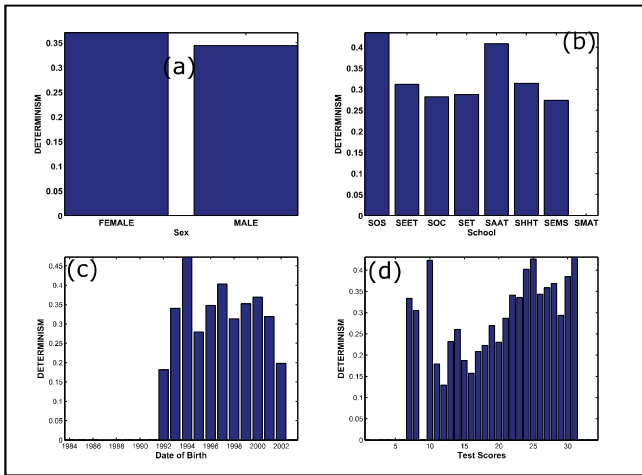 (a)
DETERMINISM
0.35
0.3
0.25
0.2
0.15
0.1
0.05
0
FEMALE MALE
Sex
(b)
DETERMINISM
0.4
0.35
0.3
0.25
0.2
0.15
0.1
0.05
0
SOS SEET SOC SET SAAT SHHT SEMS SMAT
School
(c)
DETERMINISM
0.45
0.4
0.35
0.3
0.25
0.2
0.15
0.1
0.05
0
1984 1986 1988 1990 1992 1994 1996 1998 2000 2002
Date of Birth
(d)
DETERMINISM
0.4
0.35
0.3
0.25
0.2
0.15
0.1
0.05
0
5 10 15 20 25 30
Test Scores